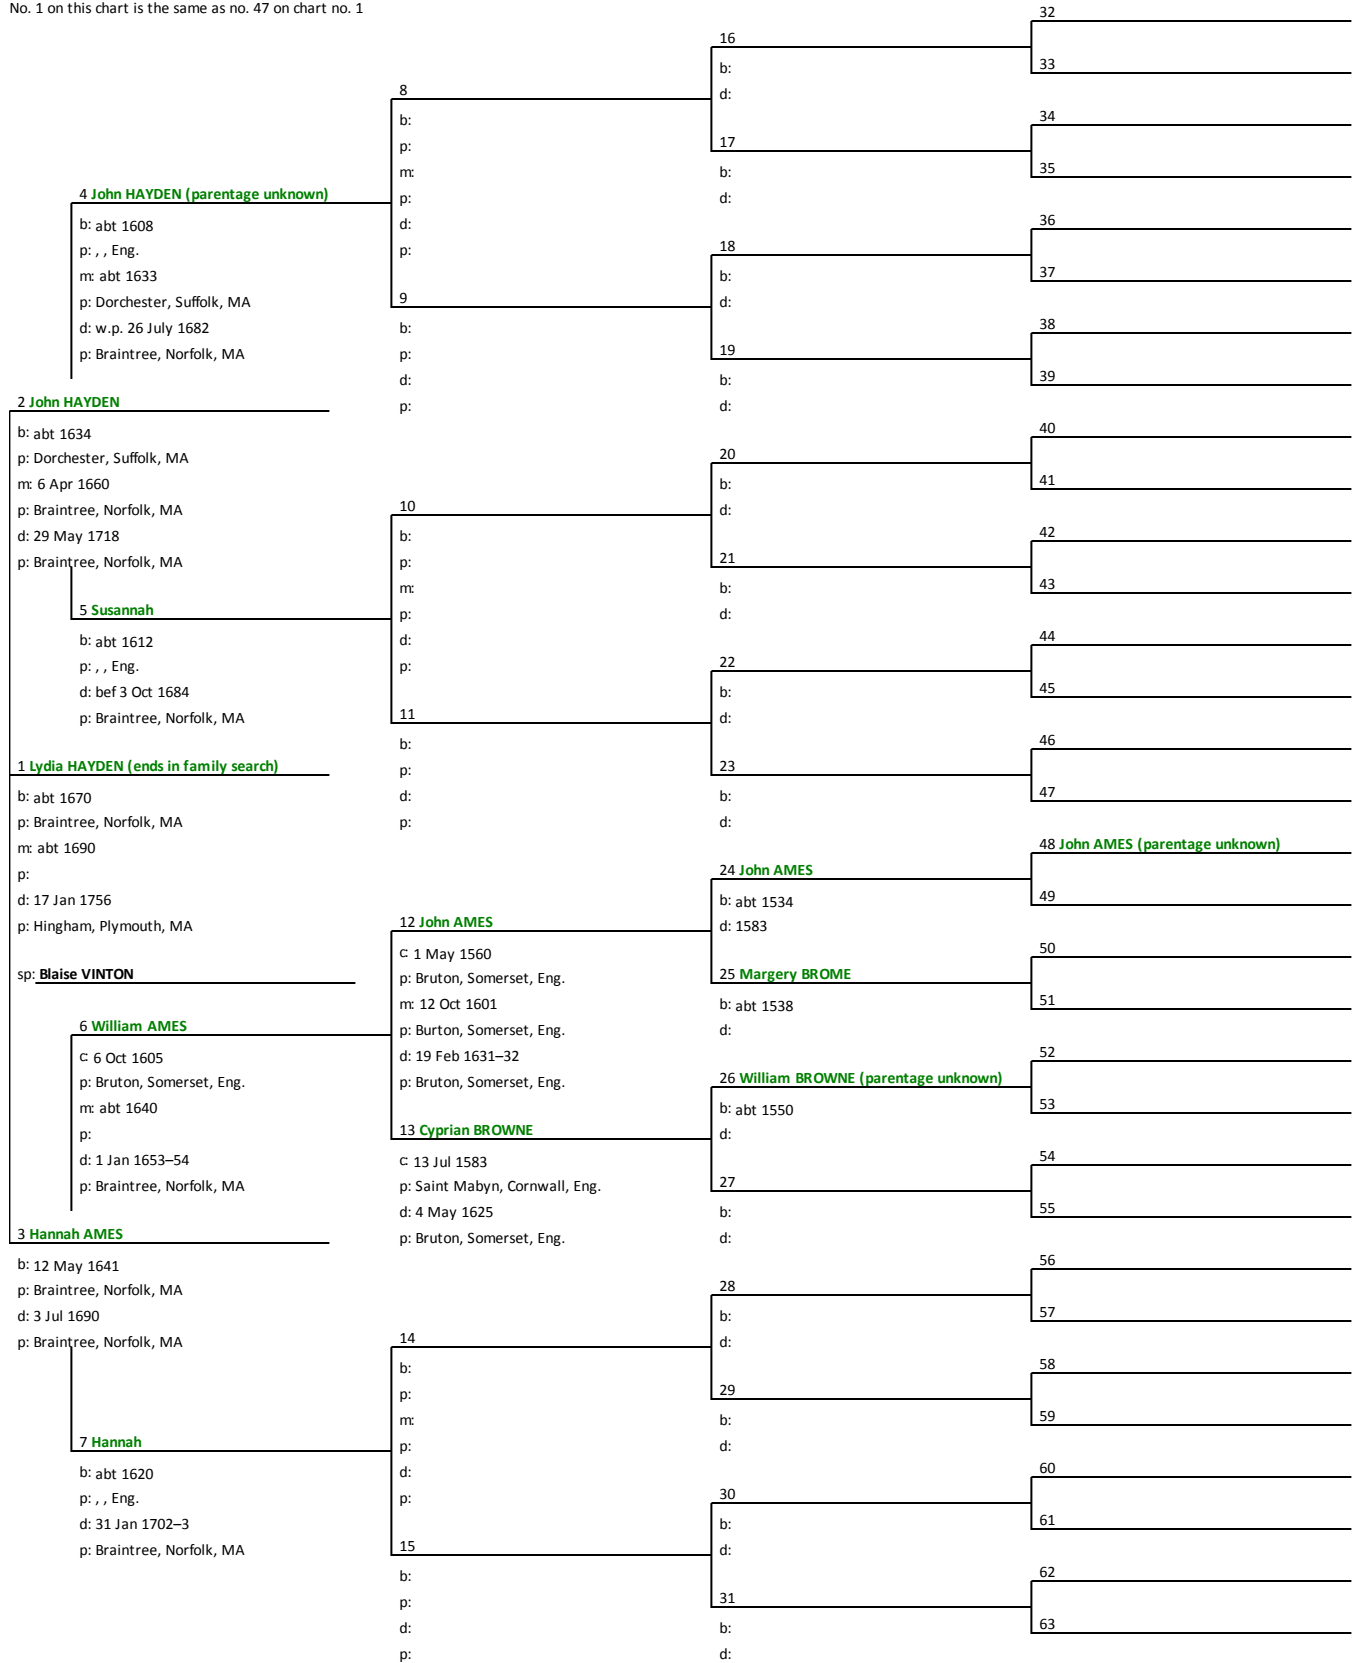 No. 1 on this chart is the same as no. 47 on chart no. 1
4 John HAYDEN (parentage unknown)
b: abt 1608
p: , , Eng.
m: abt 1633
p: Dorchester, Suffolk, MA
d: w.p. 26 July 1682
p: Braintree, Norfolk, MA
2 John HAYDEN
b: abt 1634
p: Dorchester, Suffolk, MA
m: 6 Apr 1660
p: Braintree, Norfolk, MA
d: 29 May 1718
p: Braintree, Norfolk, MA
5 Susannah
b: abt 1612
p: , , Eng.
d: bef 3 Oct 1684
p: Braintree, Norfolk, MA
1 Lydia HAYDEN (ends in family search)
b: abt 1670
p: Braintree, Norfolk, MA
m: abt 1690
p:
d: 17 Jan 1756
p: Hingham, Plymouth, MA
sp: Blaise VINTON
6 William AMES
c: 6 Oct 1605
p: Bruton, Somerset, Eng.
m: abt 1640
p:
d: 1 Jan 1653–54
p: Braintree, Norfolk, MA
3 Hannah AMES
b: 12 May 1641
p: Braintree, Norfolk, MA
d: 3 Jul 1690
p: Braintree, Norfolk, MA
7 Hannah
b: abt 1620
p: , , Eng.
d: 31 Jan 1702–3
p: Braintree, Norfolk, MA
8
b:
p:
m:
p:
d:
p:
9
b:
p:
d:
p:
10
b:
p:
m:
p:
d:
p:
11
b:
p:
d:
p:
12 John AMES
c: 1 May 1560
p: Bruton, Somerset, Eng.
m: 12 Oct 1601
p: Burton, Somerset, Eng.
d: 19 Feb 1631–32
p: Bruton, Somerset, Eng.
13 Cyprian BROWNE
c: 13 Jul 1583
p: Saint Mabyn, Cornwall, Eng.
d: 4 May 1625
p: Bruton, Somerset, Eng.
14
b:
p:
m:
p:
d:
p:
15
b:
p:
d:
p:
16
b:
d:
17
b:
d:
18
b:
d:
19
b:
d:
20
b:
d:
21
b:
d:
22
b:
d:
23
b:
d:
24 John AMES
b: abt 1534
d: 1583
25 Margery BROME
b: abt 1538
d:
26 William BROWNE (parentage unknown)
b: abt 1550
d:
27
b:
d:
28
b:
d:
29
b:
d:
30
b:
d:
31
b:
d:
32
33
34
35
36
37
38
39
40
41
42
43
44
45
46
47
48 John AMES (parentage unknown)
49
50
51
52
53
54
55
56
57
58
59
60
61
62
63